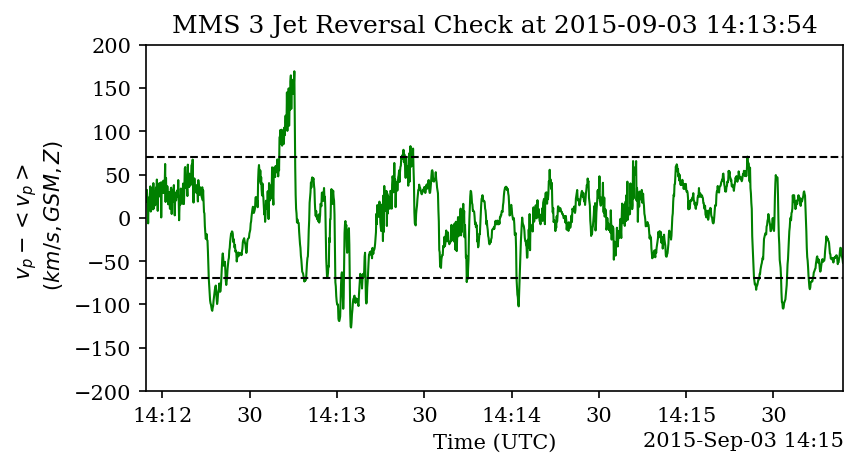 MMS 3 Jet Reversal Check at 2015-09-03 14:13:54
v_p − < v_p >
(km/s, GSM, Z)
200
150
100
50
0
−50
−100
−150
−200
14:12 30 14:13 30 14:14 30 14:15 30
Time (UTC) 2015-Sep-03 14:15